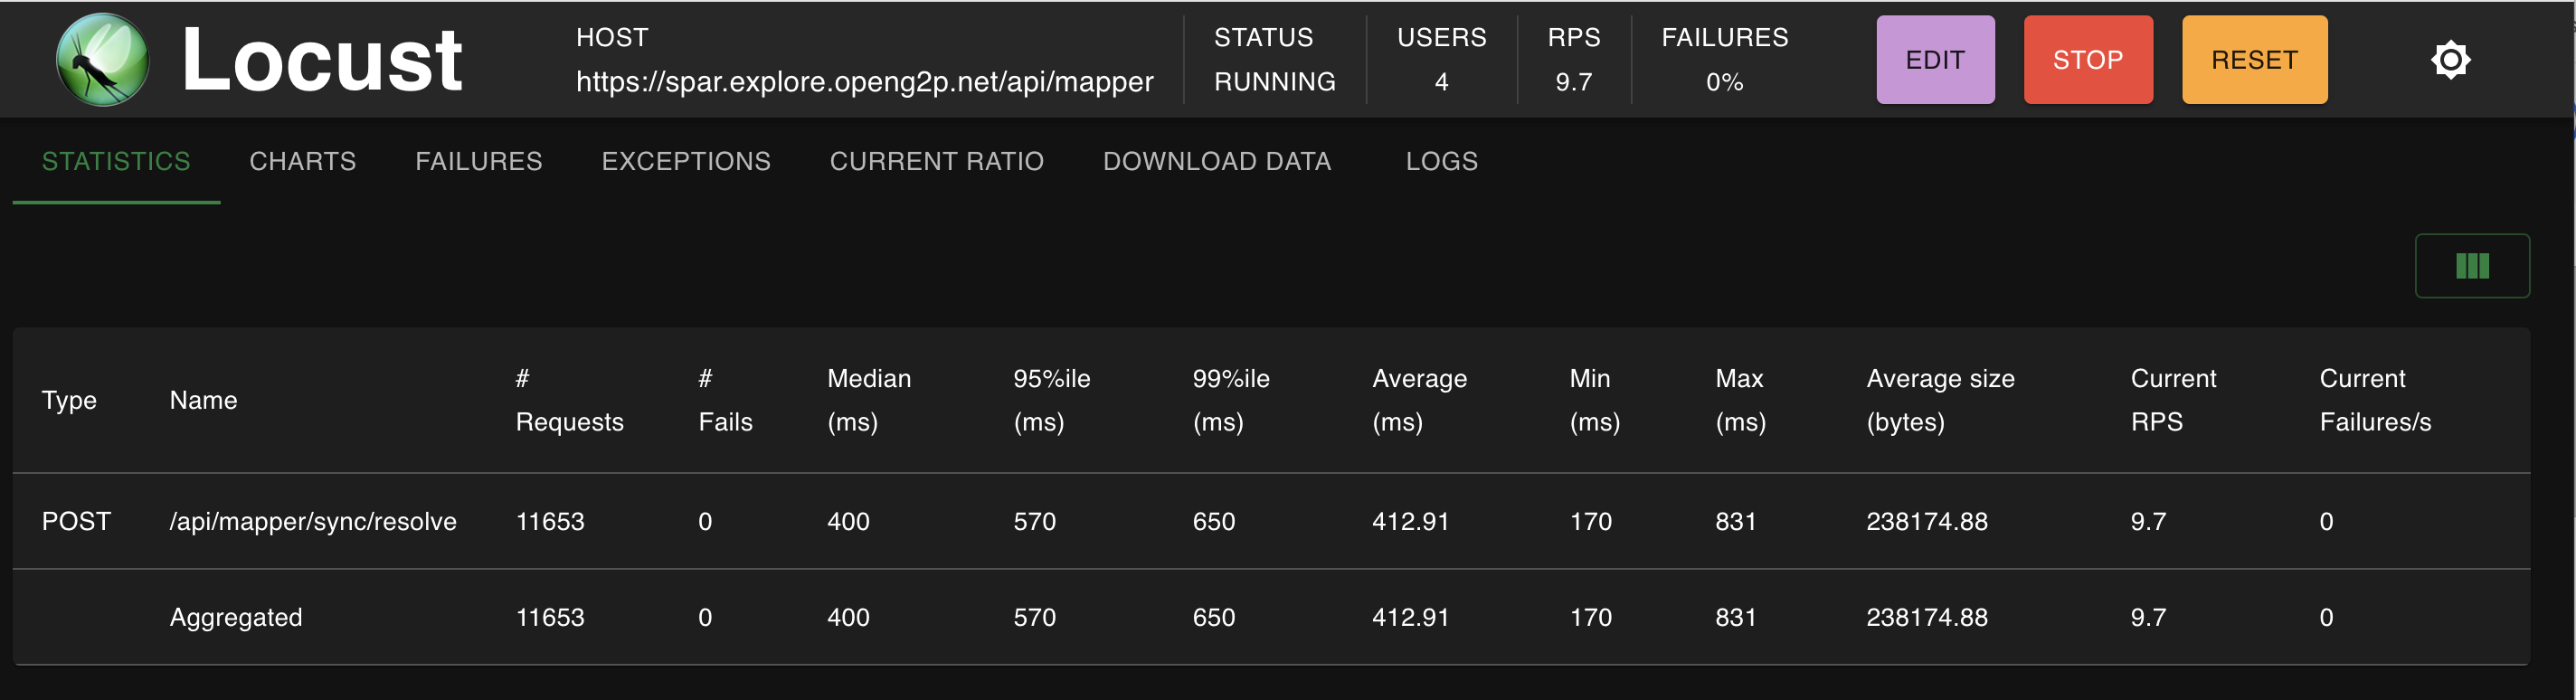 Locust
HOST
https://spar.explore.openg2p.net/api/mapper
STATUS
RUNNING
USERS
4
RPS
9.7
FAILURES
0%
EDIT
STOP
RESET
STATISTICS CHARTS FAILURES EXCEPTIONS CURRENT RATIO DOWNLOAD DATA LOGS
Type Name # Requests # Fails Median (ms) 95%ile (ms) 99%ile (ms) Average (ms) Min (ms) Max (ms) Average size (bytes) Current RPS Current Failures/s
POST /api/mapper/sync/resolve 11653 0 400 570 650 412.91 170 831 238174.88 9.7 0
Aggregated 11653 0 400 570 650 412.91 170 831 238174.88 9.7 0